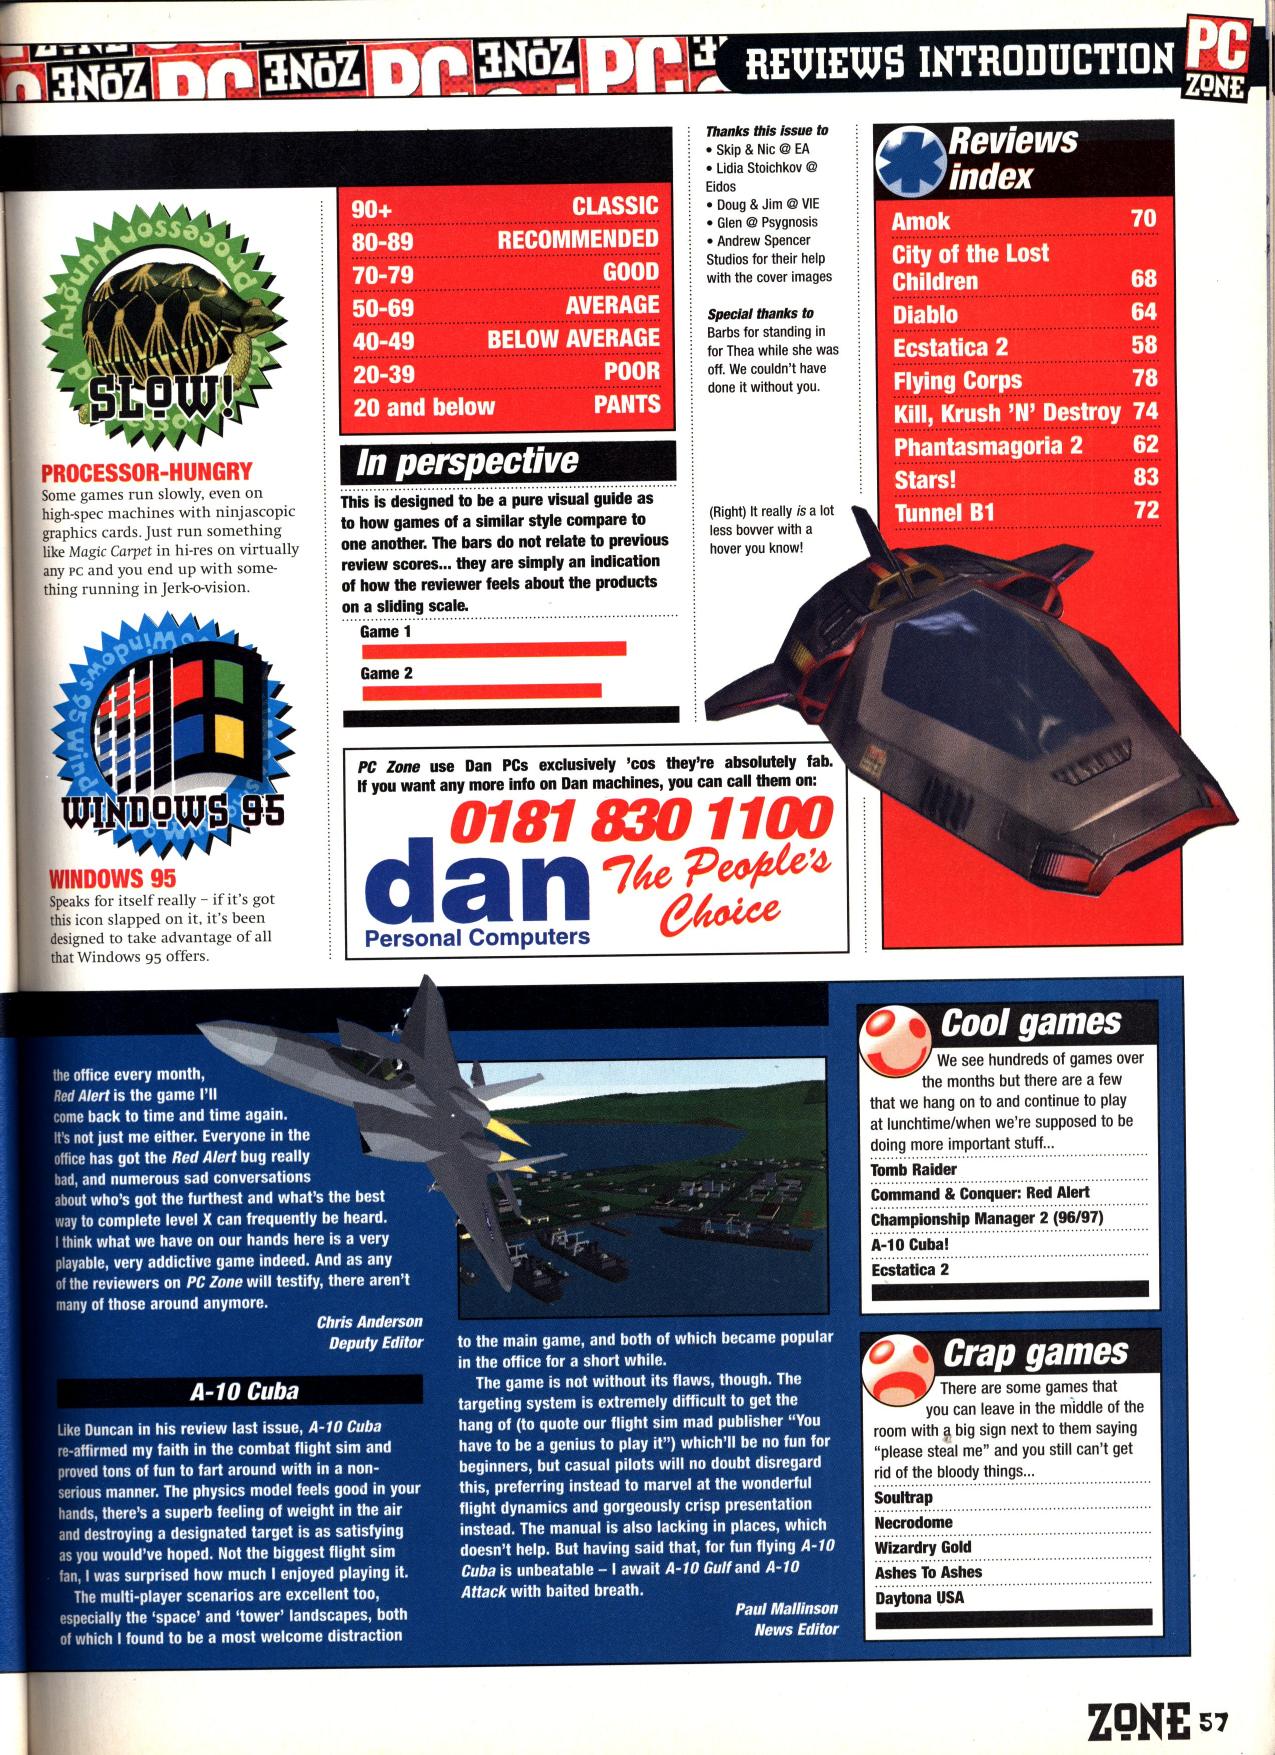 REVIEWS INTRODUCTION
PC
ZONE
Processor Hungry
SLOW!
PROCESSOR-HUNGRY
Some games run slowly, even on
high-spec machines with ninjascopic
graphics cards. Just run something
like Magic Carpet in hi-res on virtually
any PC and you end up with some-
thing running in Jerk-o-vision.
Windows 95
WINDOWS 95
WINDOWS 95
Speaks for itself really – if it's got
this icon slapped on it, it's been
designed to take advantage of all
that Windows 95 offers.
90+ CLASSIC
80-89 RECOMMENDED
70-79 GOOD
50-69 AVERAGE
40-49 BELOW AVERAGE
20-39 POOR
20 and below PANTS
In perspective
This is designed to be a pure visual guide as
to how games of a similar style compare to
one another. The bars do not relate to previous
review scores... they are simply an indication
of how the reviewer feels about the products
on a sliding scale.
Game 1
Game 2
PC Zone use Dan PCs exclusively 'cos they're absolutely fab.
If you want any more info on Dan machines, you can call them on:
0181 830 1100
dan
Personal Computers
The People's
Choice
Thanks this issue to
• Skip & Nic @ EA
• Lidia Stoichkov @
Eidos
• Doug & Jim @ VIE
• Glen @ Psygnosis
• Andrew Spencer
Studios for their help
with the cover images
Special thanks to
Barbs for standing in
for Thea while she was
off. We couldn't have
done it without you.
(Right) It really is a lot
less bovver with a
hover you know!
Reviews
index
Amok 70
City of the Lost
Children 68
Diablo 64
Ecstatica 2 58
Flying Corps 78
Kill, Krush 'N' Destroy 74
Phantasmagoria 2 62
Stars! 83
Tunnel B1 72
the office every month,
Red Alert is the game I'll
come back to time and time again.
It's not just me either. Everyone in the
office has got the Red Alert bug really
bad, and numerous sad conversations
about who's got the furthest and what's the best
way to complete level X can frequently be heard.
I think what we have on our hands here is a very
playable, very addictive game indeed. And as any
of the reviewers on PC Zone will testify, there aren't
many of those around anymore.
Chris Anderson
Deputy Editor
A-10 Cuba
Like Duncan in his review last issue, A-10 Cuba
re-affirmed my faith in the combat flight sim and
proved tons of fun to fart around with in a non-
serious manner. The physics model feels good in your
hands, there's a superb feeling of weight in the air
and destroying a designated target is as satisfying
as you would've hoped. Not the biggest flight sim
fan, I was surprised how much I enjoyed playing it.
The multi-player scenarios are excellent too,
especially the 'space' and 'tower' landscapes, both
of which I found to be a most welcome distraction
to the main game, and both of which became popular
in the office for a short while.
The game is not without its flaws, though. The
targeting system is extremely difficult to get the
hang of (to quote our flight sim mad publisher “You
have to be a genius to play it”) which'll be no fun for
beginners, but casual pilots will no doubt disregard
this, preferring instead to marvel at the wonderful
flight dynamics and gorgeously crisp presentation
instead. The manual is also lacking in places, which
doesn't help. But having said that, for fun flying A-10
Cuba is unbeatable – I await A-10 Gulf and A-10
Attack with baited breath.
Paul Mallinson
News Editor
Cool games
We see hundreds of games over
the months but there are a few
that we hang on to and continue to play
at lunchtime/when we're supposed to be
doing more important stuff...
Tomb Raider
Command & Conquer: Red Alert
Championship Manager 2 (96/97)
A-10 Cuba!
Ecstatica 2
Crap games
There are some games that
you can leave in the middle of the
room with a big sign next to them saying
“please steal me” and you still can't get
rid of the bloody things...
Soultrap
Necrodome
Wizardry Gold
Ashes To Ashes
Daytona USA
ZONE 57